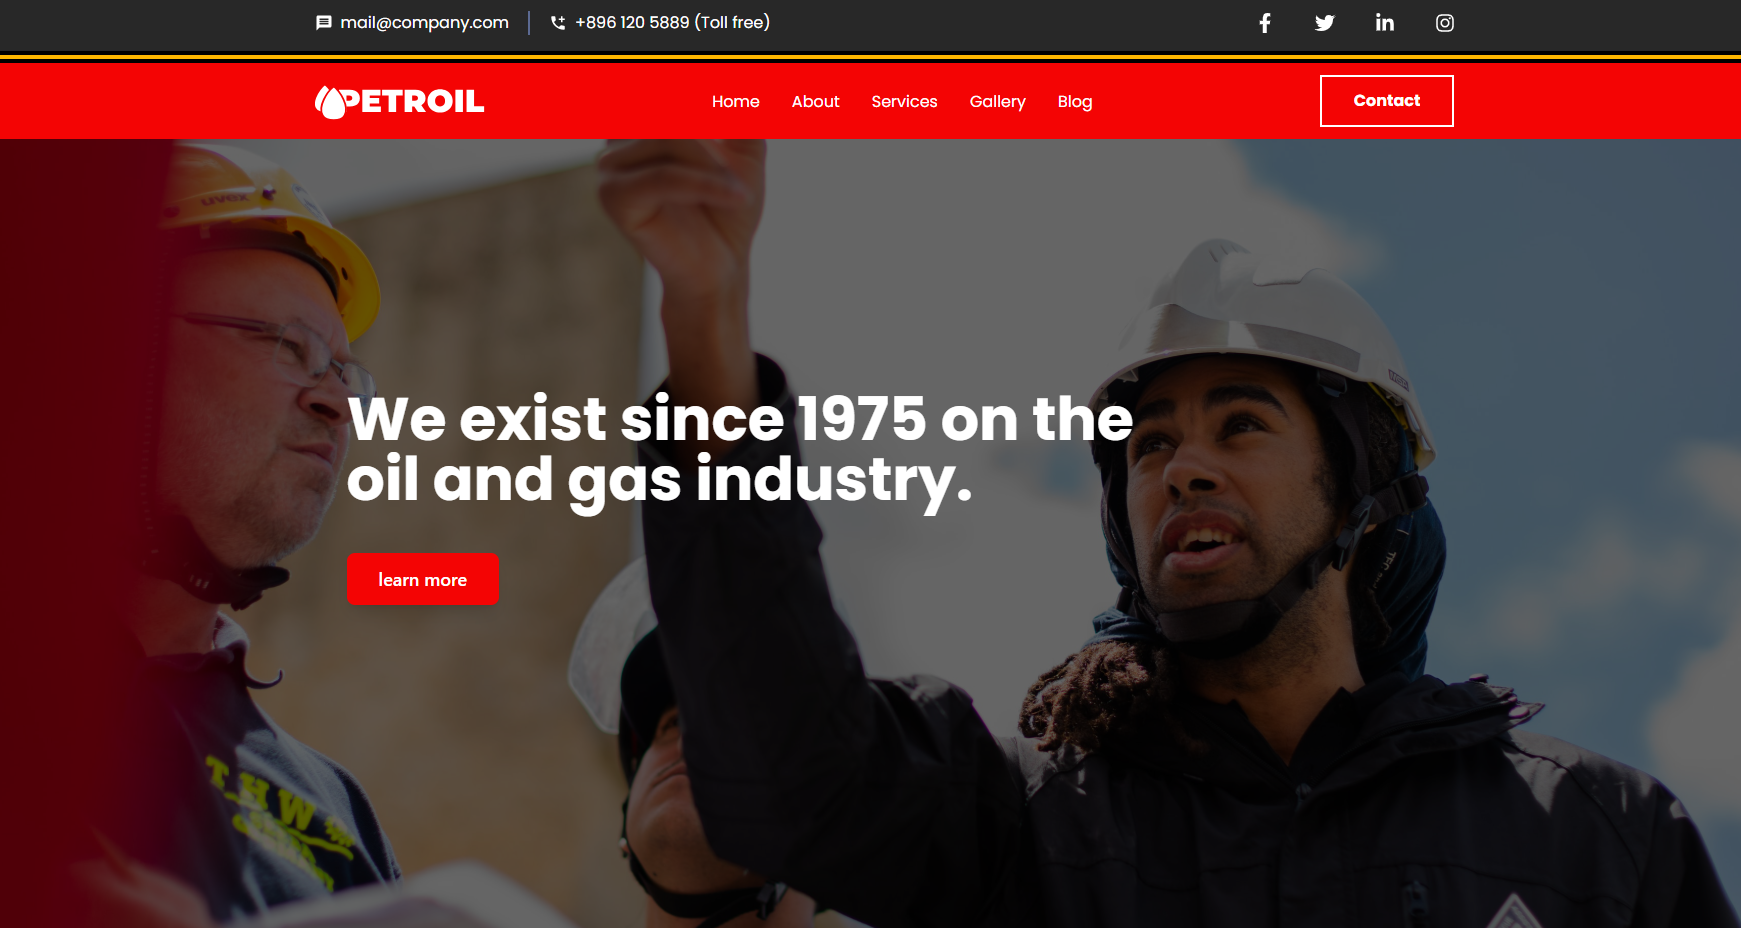 mail@company.com
+896 120 5889 (Toll free)
PETROIL
Home
About
Services
Gallery
Blog
Contact
uvex
We exist since 1975 on the
oil and gas industry.
learn more
T.HW